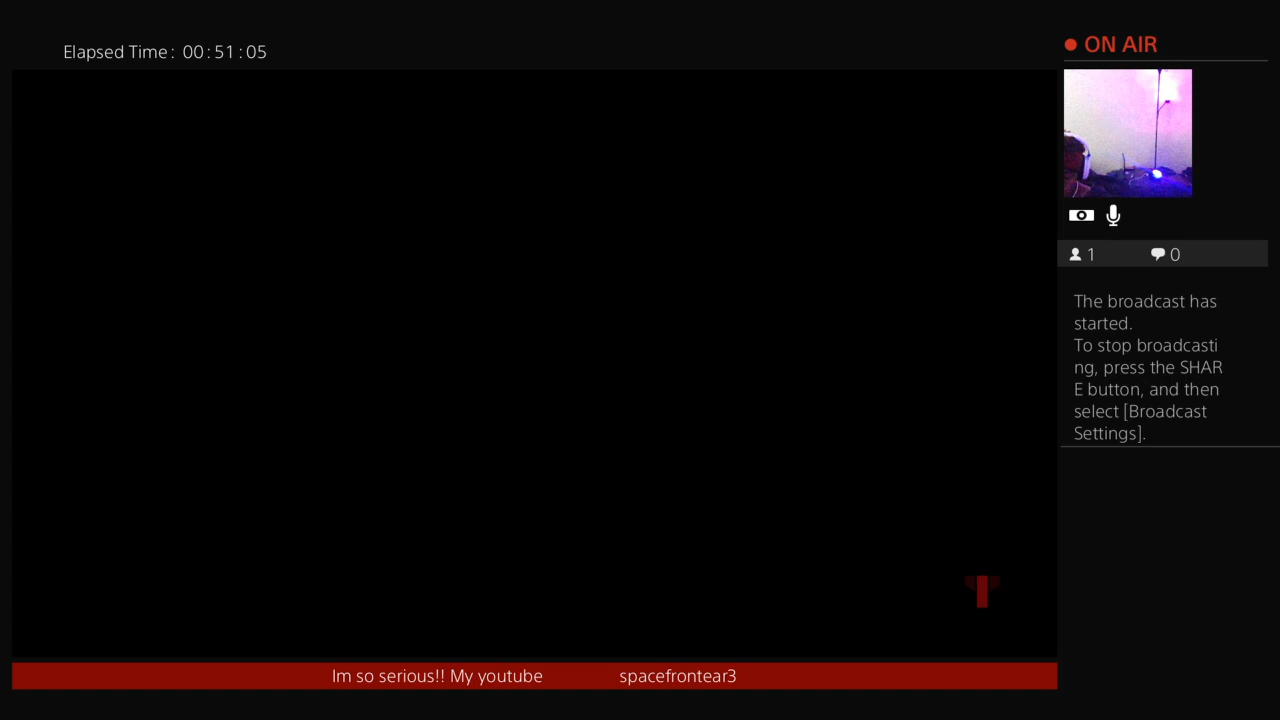 Elapsed Time: 00:51:05
ON AIR
1 0
The broadcast has
started.
To stop broadcasti
ng, press the SHAR
E button, and then
select [Broadcast
Settings].
Im so serious!! My youtube spacefrontear3